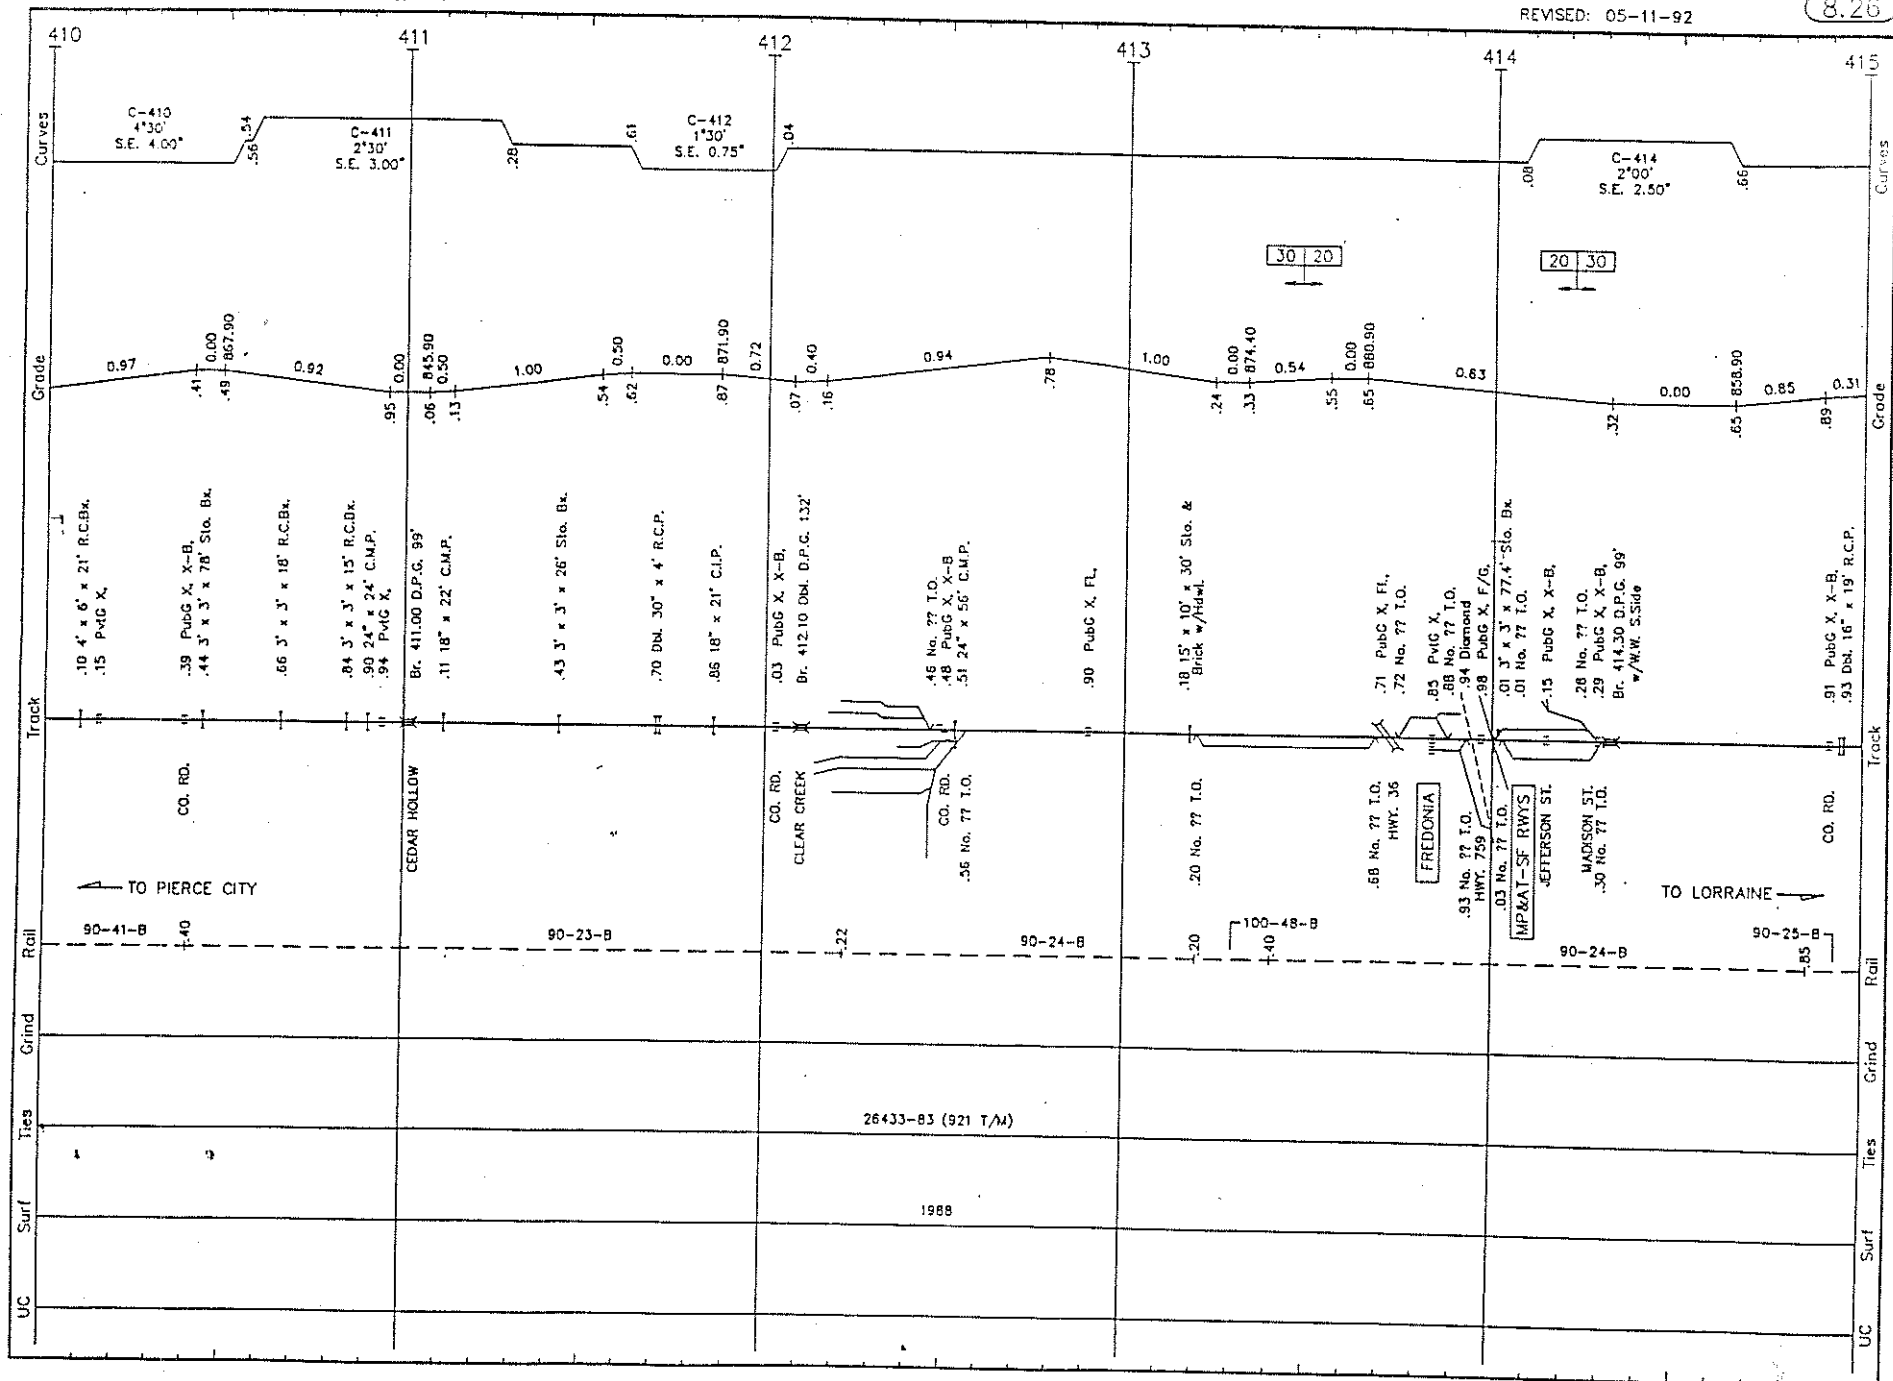 REVISED: 05-11-92
8.26
410
411
412
413
414
415
Curves
C-410
4°30'
S.E. 4.00"
.56
.54
C-411
2°30'
S.E. 3.00"
.28
.61
C-412
1°30'
S.E. 0.75"
.04
.08
C-414
2°00'
S.E. 2.50"
.66
Curves
30 20
20 30
Grade
0.97
.41
0.00
.49
867.90
0.92
.95
0.00
.06
845.90
0.50
.13
1.00
.54
0.50
.62
0.00
.87
871.90
0.72
.07
0.40
.16
0.94
.78
1.00
.24
0.00
.33
874.40
0.54
.55
0.00
.65
880.90
0.63
.32
0.00
.65
858.90
0.85
.89
0.31
Grade
Track
.10 4' x 6' x 21' R.C.Bx.
.15 PvtG X,
.39 PubG X, X-B,
.44 3' x 3' x 78' Sto. Bx.
.66 3' x 3' x 18' R.C.Bx.
.84 3' x 3' x 15' R.C.Bx.
.90 24" x 24' C.M.P.
.94 PvtG X,
Br. 411.00 D.P.G. 99'
.11 18" x 22' C.M.P.
.43 3' x 3' x 26' Sto. Bx.
.70 Dbl. 30" x 4' R.C.P.
.86 18" x 21' C.I.P.
.03 PubG X, X-B,
Br. 412.10 Dbl. D.P.G. 132'
.46 No. ?? T.O.
.48 PubG X, X-B
.51 24" x 56' C.M.P.
.90 PubG X, FL,
.18 15' x 10' x 30' Sto. &
Brick w/Hdwl.
.71 PubG X, FL,
.72 No. ?? T.O.
.85 PvtG X,
.88 No. ?? T.O.
.94 Diamond
.98 PubG X, F/G,
.01 3' x 3' x 77.4' Sto. Bx.
.01 No. ?? T.O.
.15 PubG X, X-B,
.28 No. ?? T.O.
.29 PubG X, X-B,
Br. 414.30 D.P.G. 99'
w/W.W. S.Side
.91 PubG X, X-B,
.93 Dbl. 16" x 19' R.C.P.
Track
CO. RD.
CEDAR HOLLOW
CO. RD.
CLEAR CREEK
CO. RD.
.56 No. ?? T.O.
.20 No. ?? T.O.
.68 No. ?? T.O.
HWY. 36
FREDONIA
.93 No. ?? T.O.
HWY. 759
.03 No. ?? T.O.
MP&AT-SF RWYS
JEFFERSON ST.
MADISON ST.
.30 No. ?? T.O.
CO. RD.
TO PIERCE CITY
TO LORRAINE
Rail
90-41-B
.40
90-23-B
.22
90-24-B
.20
100-48-B
.40
90-24-B
90-25-B
.85
Rail
Grind
Grind
Ties
26433-83 (921 T/M)
Ties
Surf
1988
Surf
UC
UC